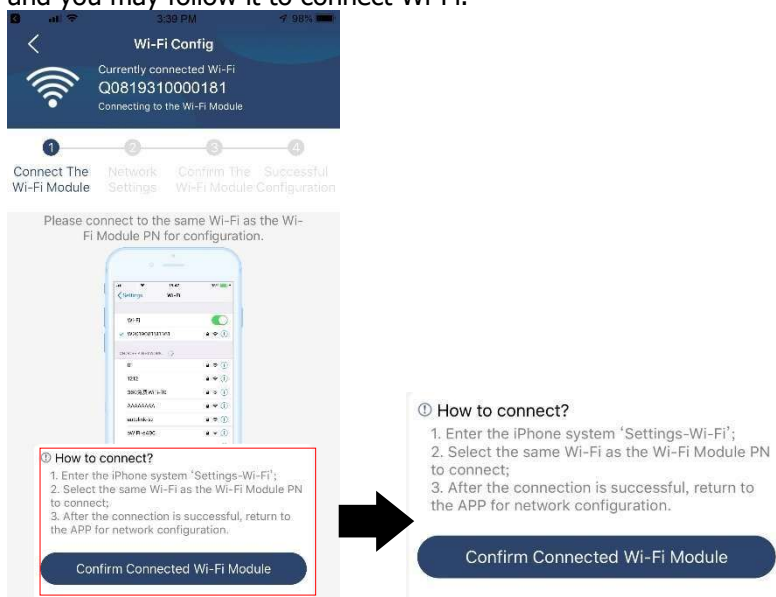 and you may follow it to connect Wi-Fi.
3:39 PM 98%
Wi-Fi Config
Currently connected Wi-Fi
Q0819310000181
Connecting to the Wi-Fi Module
1 2 3 4
Connect The Network Confirm The Successful
Wi-Fi Module Settings Wi-Fi Module Configuration
Please connect to the same Wi-Fi as the Wi-
Fi Module PN for configuration.
Settings Wi-Fi
Wi-Fi
AAAAAAAA
How to connect?
1. Enter the iPhone system ‘Settings-Wi-Fi’;
2. Select the same Wi-Fi as the Wi-Fi Module PN
to connect;
3. After the connection is successful, return to
the APP for network configuration.
Confirm Connected Wi-Fi Module
How to connect?
1. Enter the iPhone system ‘Settings-Wi-Fi’;
2. Select the same Wi-Fi as the Wi-Fi Module PN
to connect;
3. After the connection is successful, return to
the APP for network configuration.
Confirm Connected Wi-Fi Module